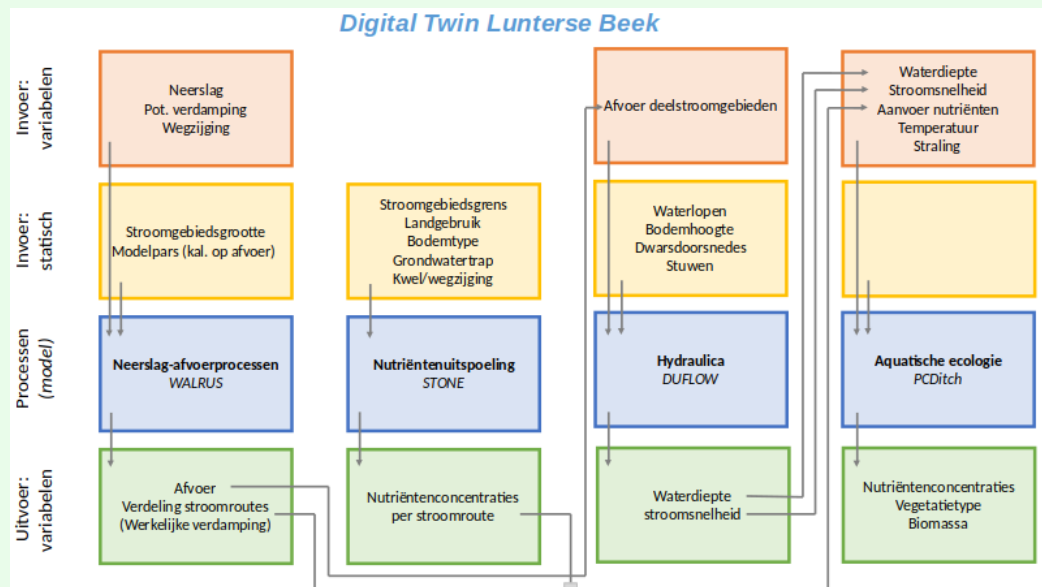 Digital Twin Lunterse Beek
Invoer:
variabelen
Neerslag
Pot. verdamping
Wegzijging
Afvoer deelstroomgebieden
Waterdiepte
Stroomsnelheid
Aanvoer nutriënten
Temperatuur
Straling
Invoer:
statisch
Stroomgebiedsgrootte
Modelpars (kal. op afvoer)
Stroomgebiedsgrens
Landgebruik
Bodemtype
Grondwatertrap
Kwel/wegzijging
Waterlopen
Bodemhoogte
Dwarsdoorsnedes
Stuwen
Processen
(model)
Neerslag-afvoerprocessen
WALRUS
Nutriëntenuitspoeling
STONE
Hydraulica
DUFLOW
Aquatische ecologie
PCDitch
Uitvoer:
variabelen
Afvoer
Verdeling stroomroutes
(Werkelijke verdamping)
Nutriëntenconcentraties
per stroomroute
Waterdiepte
stroomsnelheid
Nutriëntenconcentraties
Vegetatietype
Biomassa